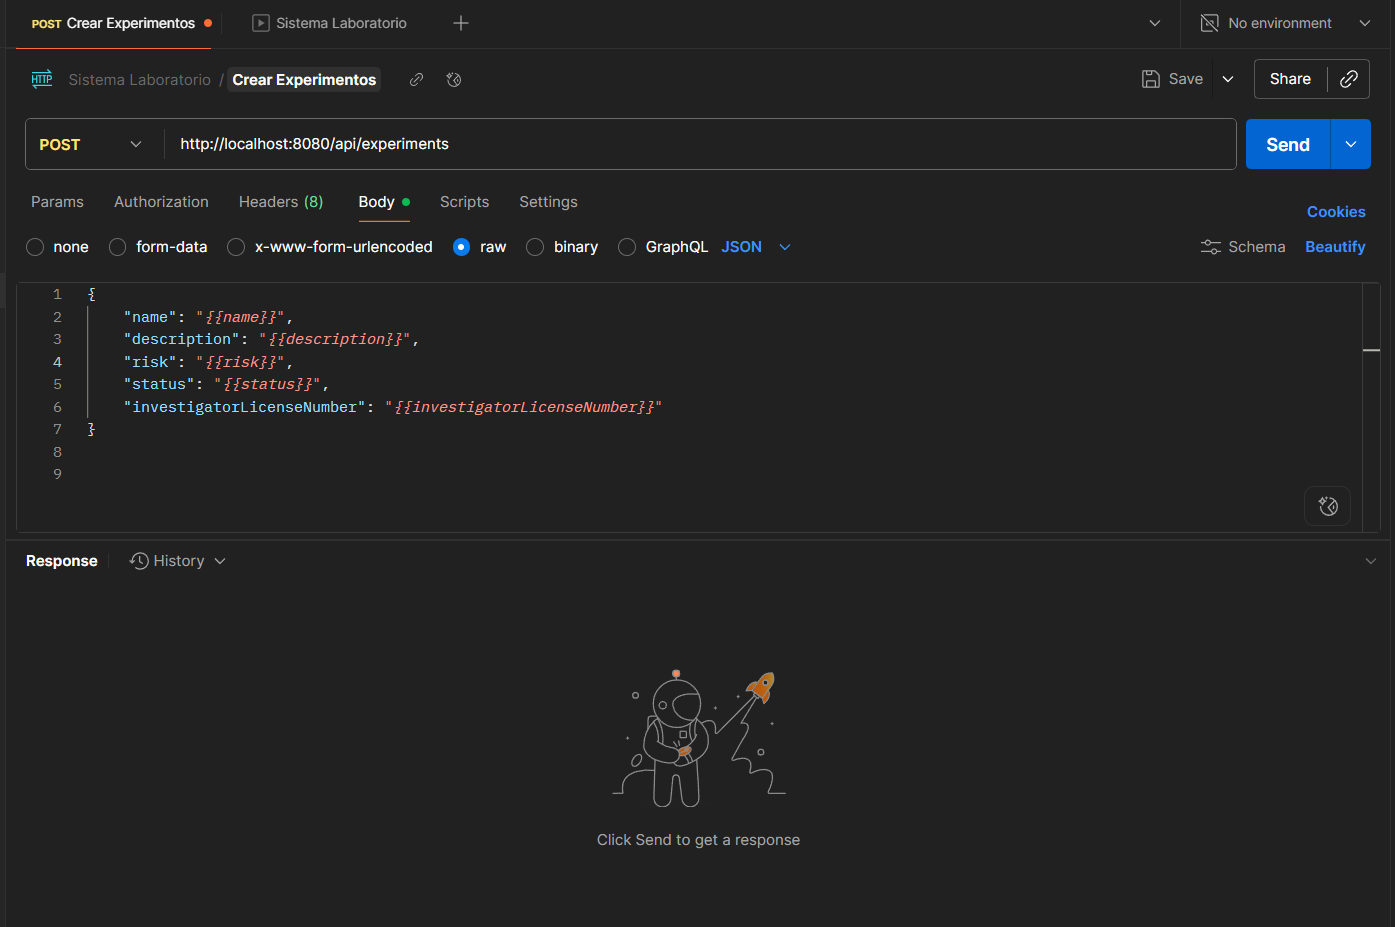 POST Crear Experimentos Sistema Laboratorio No environment
HTTP Sistema Laboratorio / Crear Experimentos Save Share
POST http://localhost:8080/api/experiments Send
Params Authorization Headers (8) Body Scripts Settings Cookies
none form-data x-www-form-urlencoded raw binary GraphQL JSON Schema Beautify
1 {
2 "name": "{{name}}",
3 "description": "{{description}}",
4 "risk": "{{risk}}",
5 "status": "{{status}}",
6 "investigatorLicenseNumber": "{{investigatorLicenseNumber}}"
7 }
8
9
Response History
Click Send to get a response